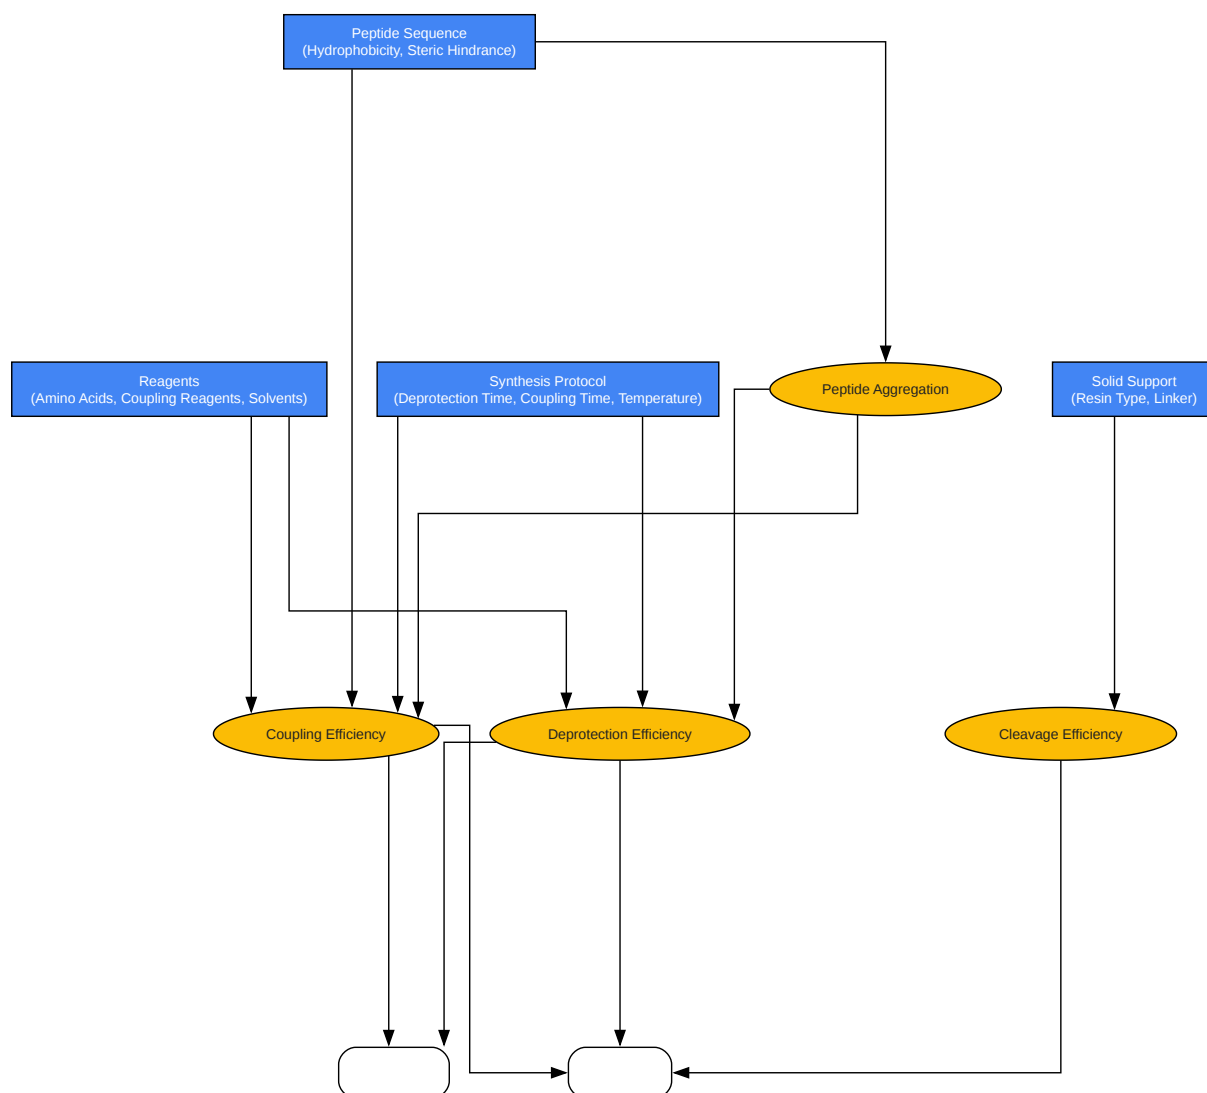 Peptide Sequence
(Hydrophobicity, Steric Hindrance)
Reagents
(Amino Acids, Coupling Reagents, Solvents)
Synthesis Protocol
(Deprotection Time, Coupling Time, Temperature)
Peptide Aggregation
Solid Support
(Resin Type, Linker)
Coupling Efficiency
Deprotection Efficiency
Cleavage Efficiency